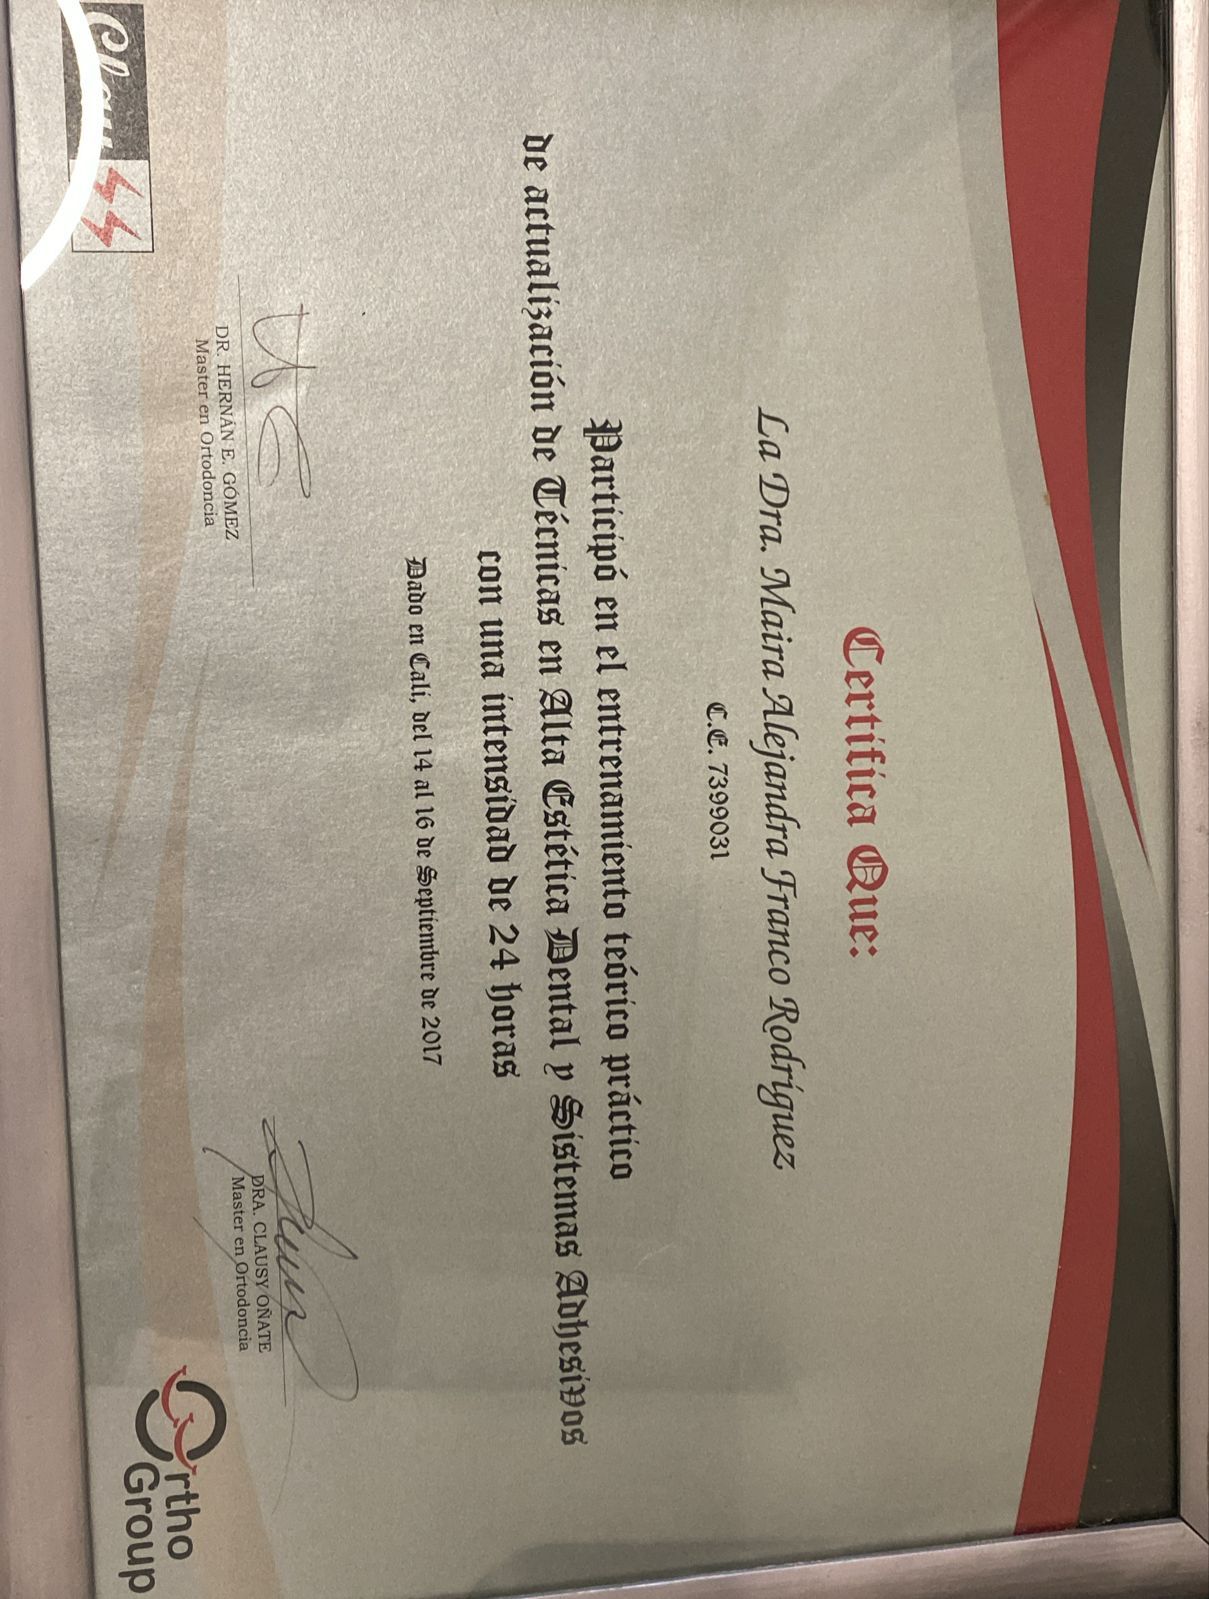 Certifica Que:
La Dra. Maira Alejandra Franco Rodríguez
C.E. 7399031
Participó en el entrenamiento teórico práctico
de actualización de Técnicas en Alta Estética Dental y Sistemas Adhesivos
con una intensidad de 24 horas
Dado en Cali, del 14 al 16 de Septiembre de 2017
DR. HERNÁN E. GÓMEZ
Master en Ortodoncia
DRA. CLAUSY OÑATE
Master en Ortodoncia
Ortho
Group